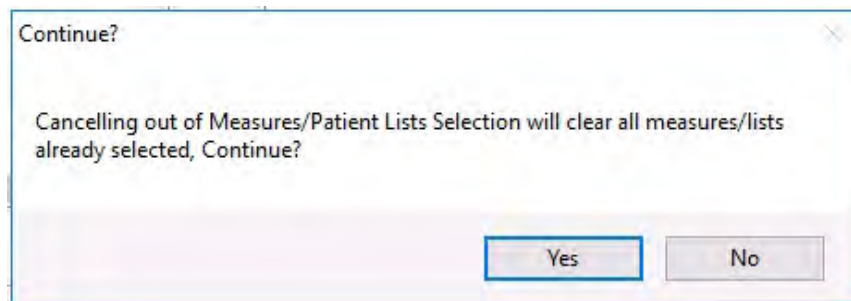 Continue?
Cancelling out of Measures/Patient Lists Selection will clear all measures/lists
already selected, Continue?
Yes
No